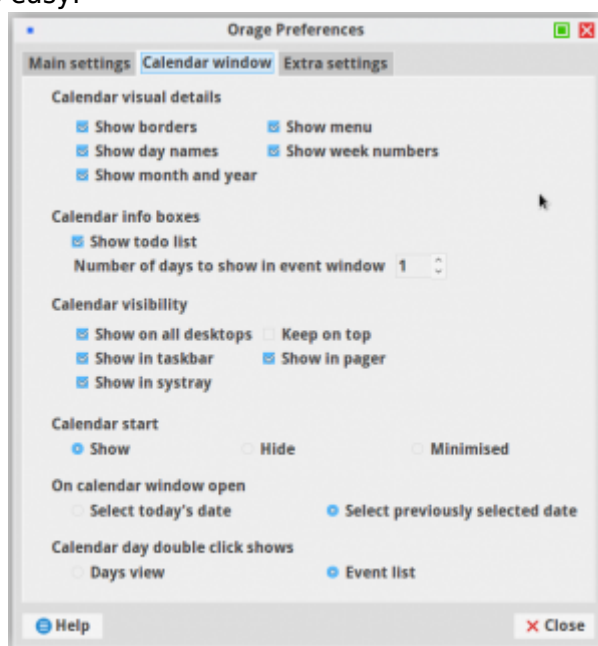 easy!
Orage Preferences
Main settings Calendar window Extra settings
Calendar visual details
Show borders Show menu
Show day names Show week numbers
Show month and year
Calendar info boxes
Show todo list
Number of days to show in event window 1
Calendar visibility
Show on all desktops Keep on top
Show in taskbar Show in pager
Show in systray
Calendar start
Show Hide Minimised
On calendar window open
Select today's date Select previously selected date
Calendar day double click shows
Days view Event list
Help Close